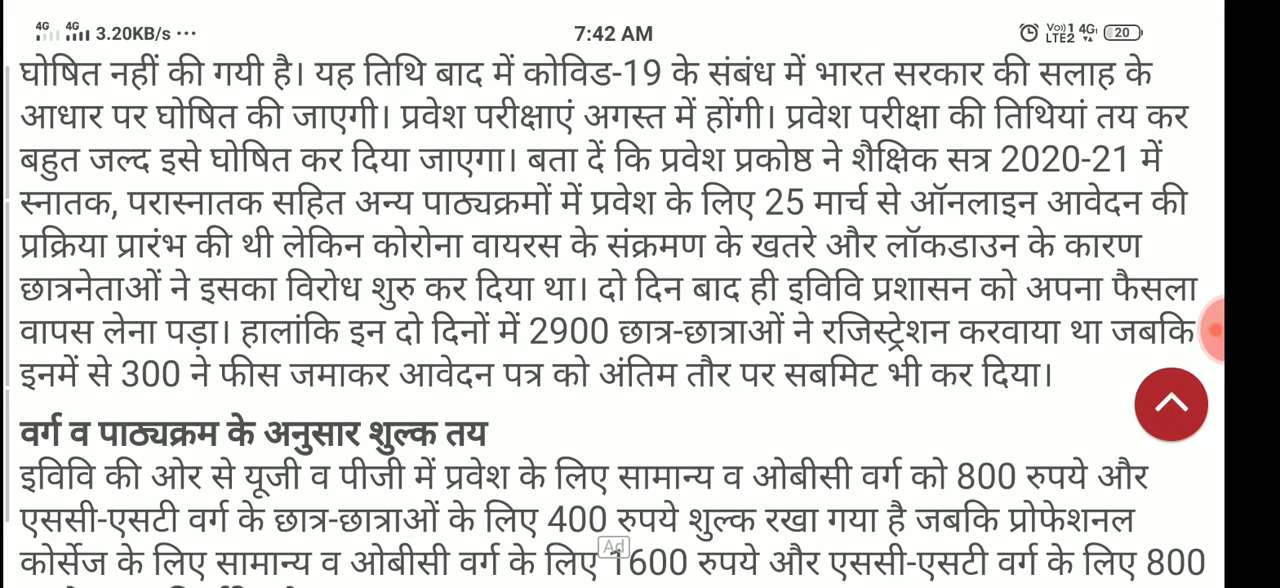 4G 4G 3.20KB/s ··· 7:42 AM Vo)) 1 4G LTE2 20
घोषित नहीं की गयी है। यह तिथि बाद में कोविड-19 के संबंध में भारत सरकार की सलाह के
आधार पर घोषित की जाएगी। प्रवेश परीक्षाएं अगस्त में होंगी। प्रवेश परीक्षा की तिथियां तय कर
बहुत जल्द इसे घोषित कर दिया जाएगा। बता दें कि प्रवेश प्रकोष्ठ ने शैक्षिक सत्र 2020-21 में
स्नातक, परास्नातक सहित अन्य पाठ्यक्रमों में प्रवेश के लिए 25 मार्च से ऑनलाइन आवेदन की
प्रक्रिया प्रारंभ की थी लेकिन कोरोना वायरस के संक्रमण के खतरे और लॉकडाउन के कारण
छात्रनेताओं ने इसका विरोध शुरु कर दिया था। दो दिन बाद ही इविवि प्रशासन को अपना फैसला
वापस लेना पड़ा। हालांकि इन दो दिनों में 2900 छात्र-छात्राओं ने रजिस्ट्रेशन करवाया था जबकि
इनमें से 300 ने फीस जमाकर आवेदन पत्र को अंतिम तौर पर सबमिट भी कर दिया।
वर्ग व पाठ्यक्रम के अनुसार शुल्क तय
इविवि की ओर से यूजी व पीजी में प्रवेश के लिए सामान्य व ओबीसी वर्ग को 800 रुपये और
एससी-एसटी वर्ग के छात्र-छात्राओं के लिए 400 रुपये शुल्क रखा गया है जबकि प्रोफेशनल
कोर्सेज के लिए सामान्य व ओबीसी वर्ग के लिए 1600 रुपये और एससी-एसटी वर्ग के लिए 800
Ad